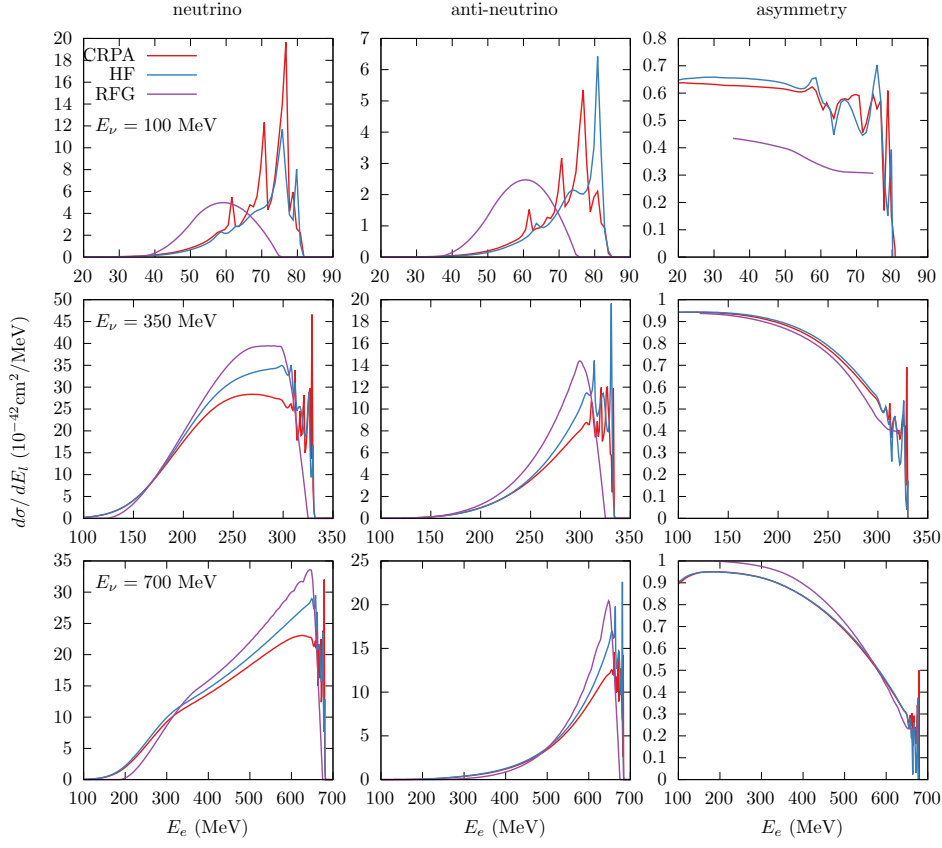 neutrino anti-neutrino asymmetry
CRPA
HF
RFG
E_ν = 100 MeV
0 2 4 6 8 10 12 14 16 18 20
20 30 40 50 60 70 80 90
0 1 2 3 4 5 6 7
20 30 40 50 60 70 80 90
0 0.1 0.2 0.3 0.4 0.5 0.6 0.7 0.8
20 30 40 50 60 70 80 90
dσ/ dE_l (10⁻⁴² cm²/MeV)
E_ν = 350 MeV
0 5 10 15 20 25 30 35 40 45 50
100 150 200 250 300 350
0 2 4 6 8 10 12 14 16 18 20
100 150 200 250 300 350
0 0.1 0.2 0.3 0.4 0.5 0.6 0.7 0.8 0.9 1
100 150 200 250 300 350
E_ν = 700 MeV
0 5 10 15 20 25 30 35
100 200 300 400 500 600 700
0 5 10 15 20 25
100 200 300 400 500 600 700
0 0.1 0.2 0.3 0.4 0.5 0.6 0.7 0.8 0.9 1
100 200 300 400 500 600 700
E_e (MeV) E_e (MeV) E_e (MeV)